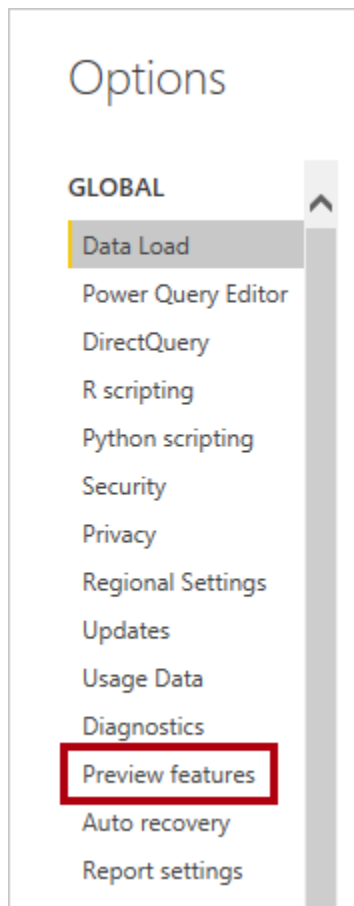 Options
GLOBAL
Data Load
Power Query Editor
DirectQuery
R scripting
Python scripting
Security
Privacy
Regional Settings
Updates
Usage Data
Diagnostics
Preview features
Auto recovery
Report settings